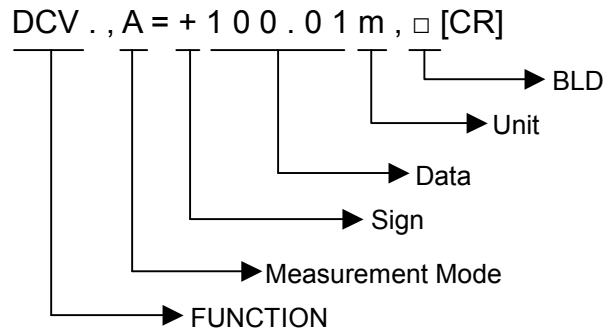 DCV . , A = + 1 0 0 . 0 1 m , □ [CR]
BLD
Unit
Data
Sign
Measurement Mode
FUNCTION